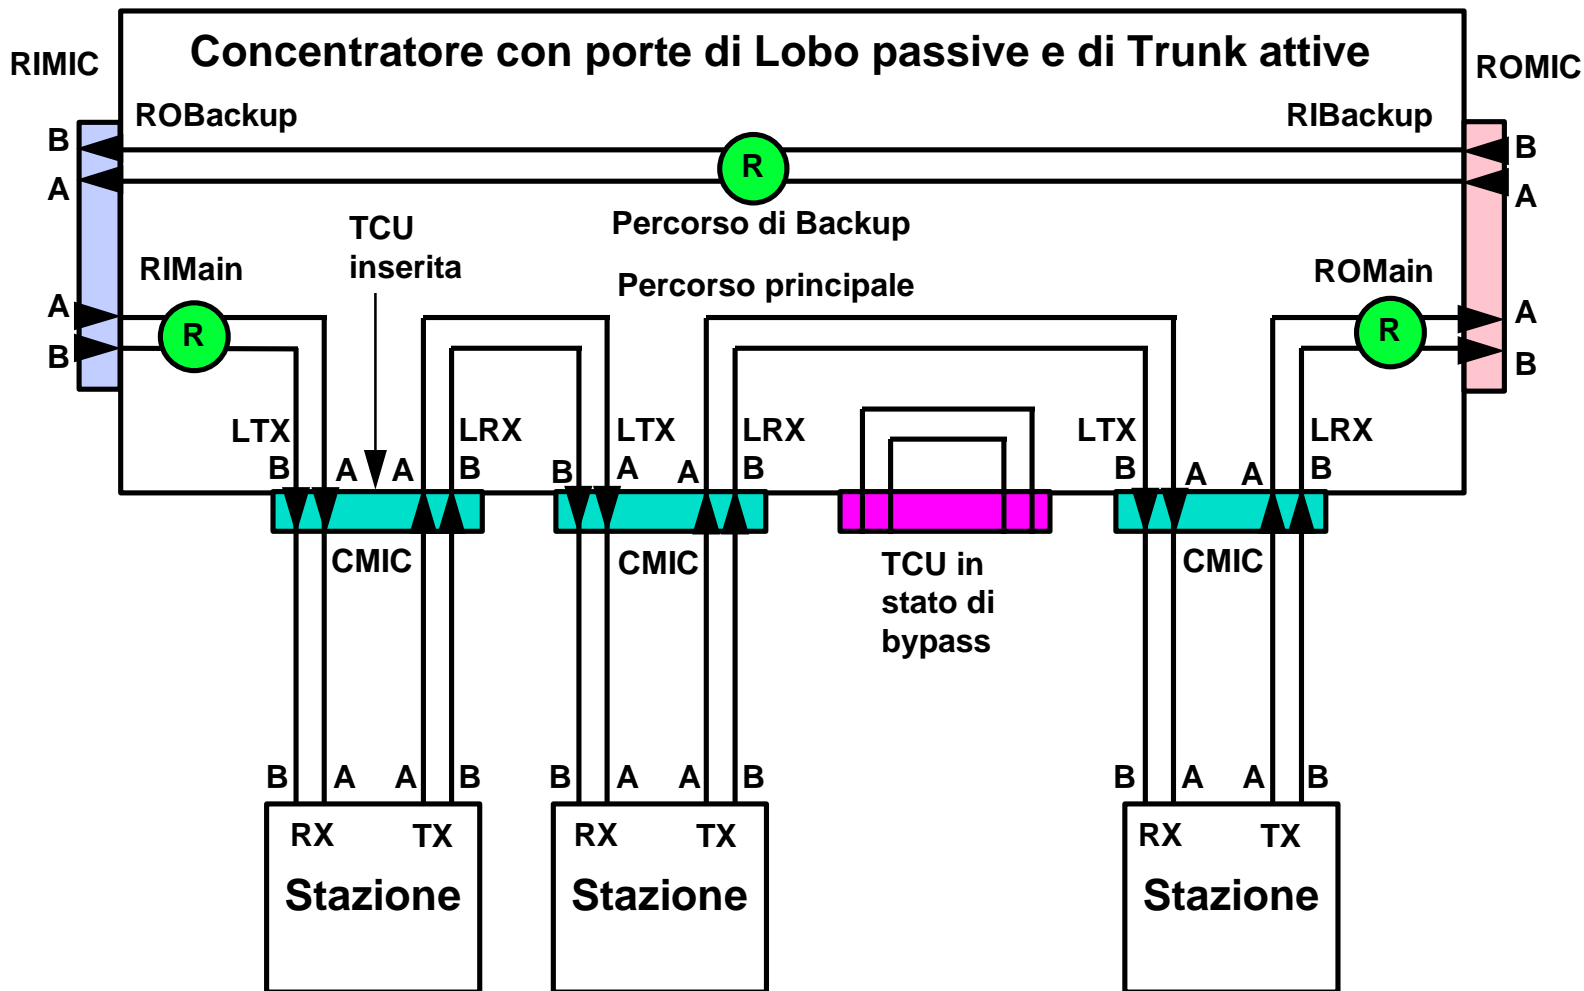 Concentratore con porte di Lobo passive e di Trunk attive
RIMIC
ROMIC
ROBackup
RIBackup
B
B
R
A
A
Percorso di Backup
TCU
inserita
RIMain
ROMain
Percorso principale
A
A
R
R
B
B
LTX
LRX
LTX
LRX
LTX
LRX
B
A
A
B
B
A
A
B
B
A
A
B
CMIC
CMIC
TCU in
stato di
bypass
CMIC
B
A
A
B
B
A
A
B
B
A
A
B
RX
TX
RX
TX
RX
TX
Stazione
Stazione
Stazione